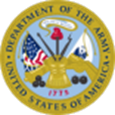 DEPARTMENT OF THE ARMY
UNITED STATES OF AMERICA
1775